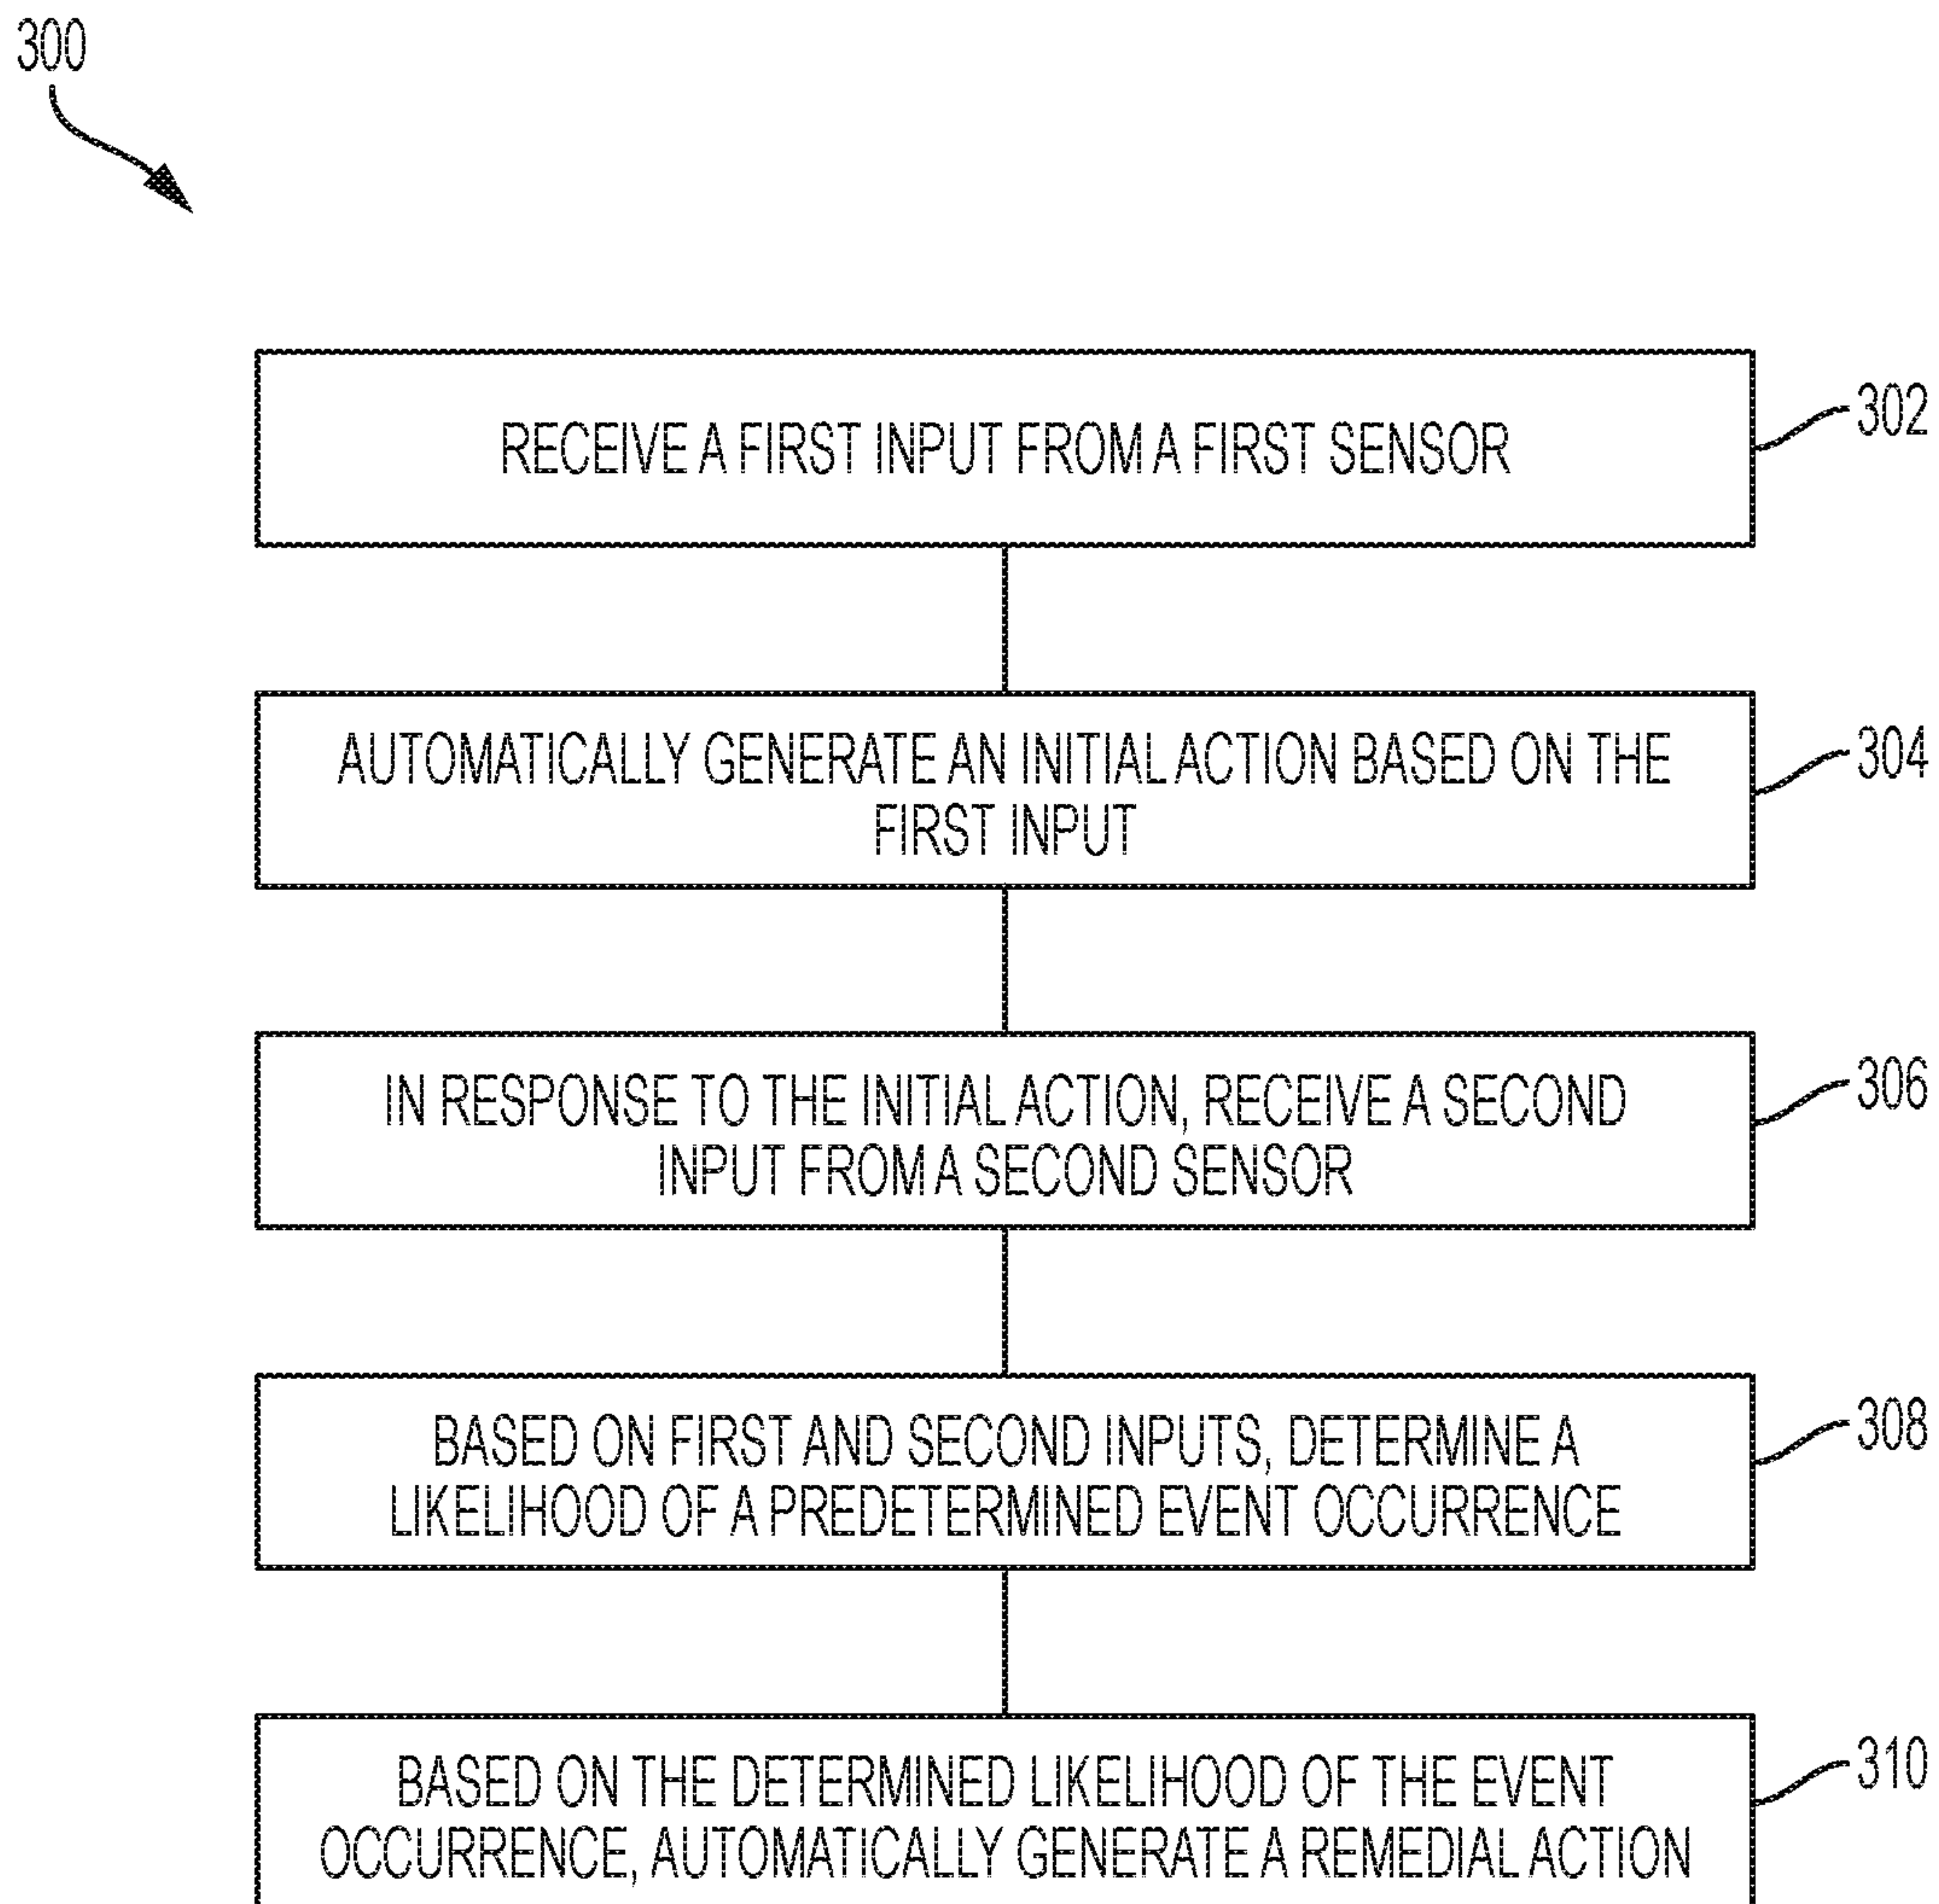 300
RECEIVE A FIRST INPUT FROM A FIRST SENSOR
302
AUTOMATICALLY GENERATE AN INITIAL ACTION BASED ON THE
FIRST INPUT
304
IN RESPONSE TO THE INITIAL ACTION, RECEIVE A SECOND
INPUT FROM A SECOND SENSOR
306
BASED ON FIRST AND SECOND INPUTS, DETERMINE A
LIKELIHOOD OF A PREDETERMINED EVENT OCCURRENCE
308
BASED ON THE DETERMINED LIKELIHOOD OF THE EVENT
OCCURRENCE, AUTOMATICALLY GENERATE A REMEDIAL ACTION
310